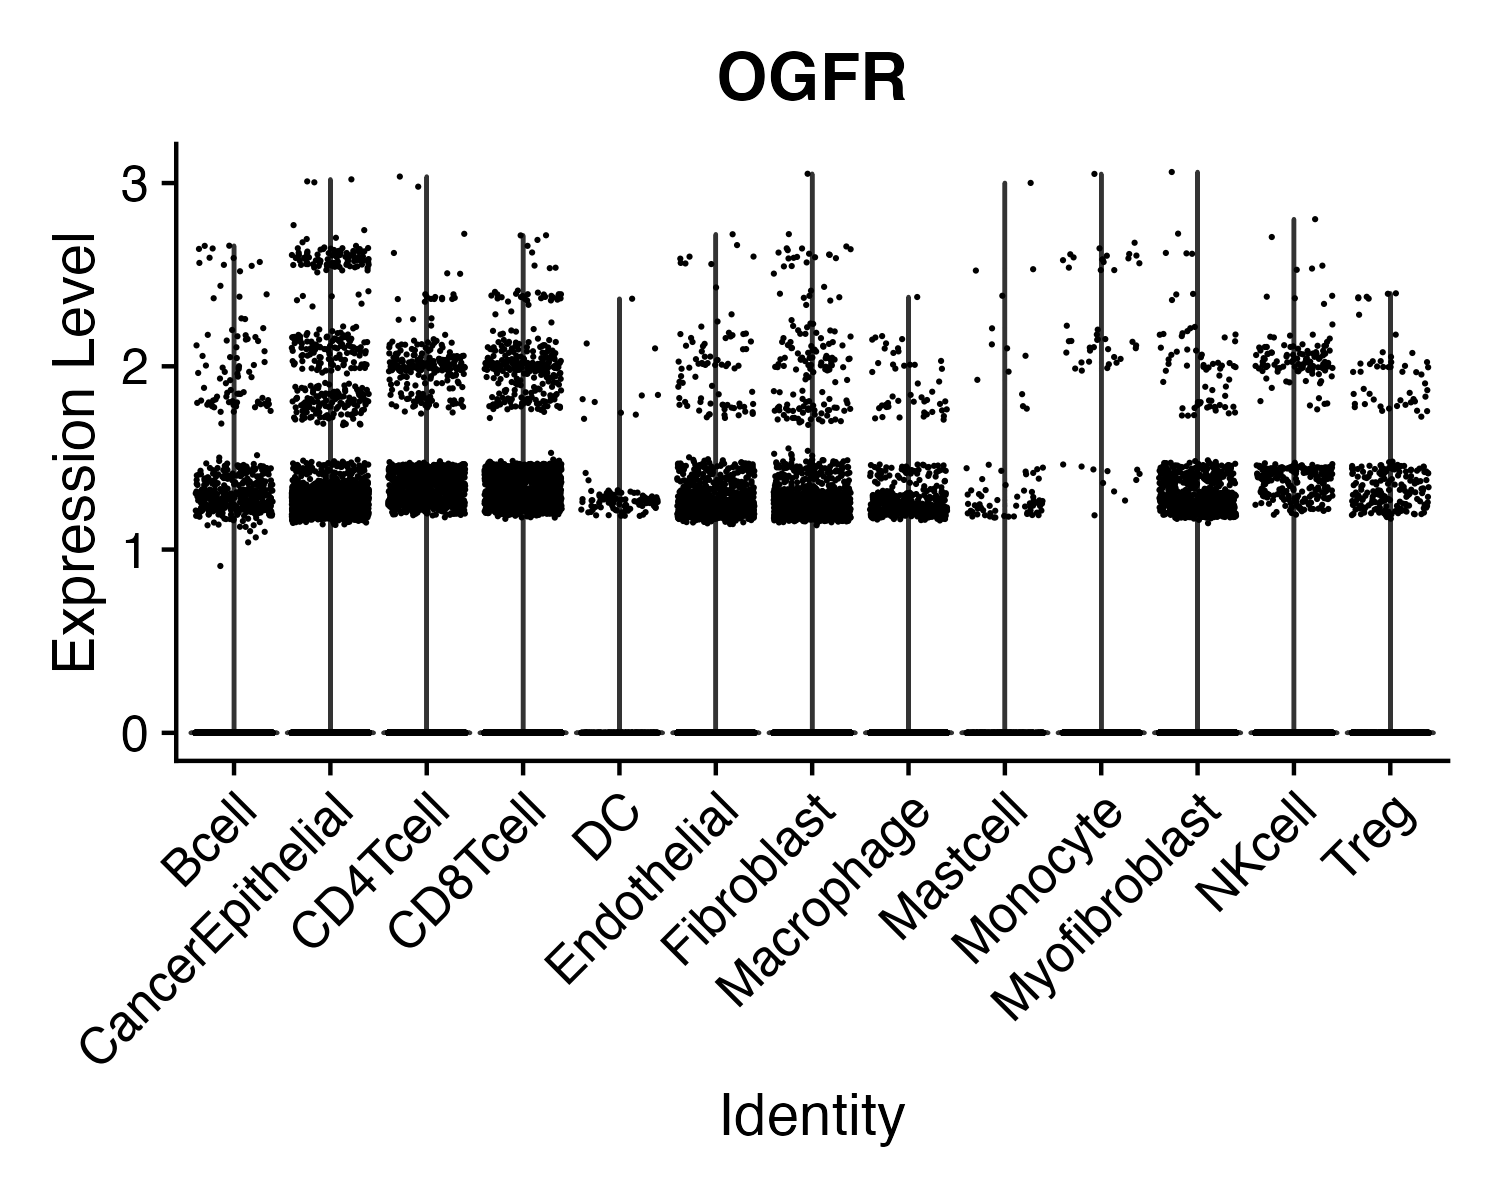 OGFR
Expression Level
3
2
1
0
Bcell
CancerEpithelial
CD4Tcell
CD8Tcell
DC
Endothelial
Fibroblast
Macrophage
Mastcell
Monocyte
Myofibroblast
NKcell
Treg
Identity